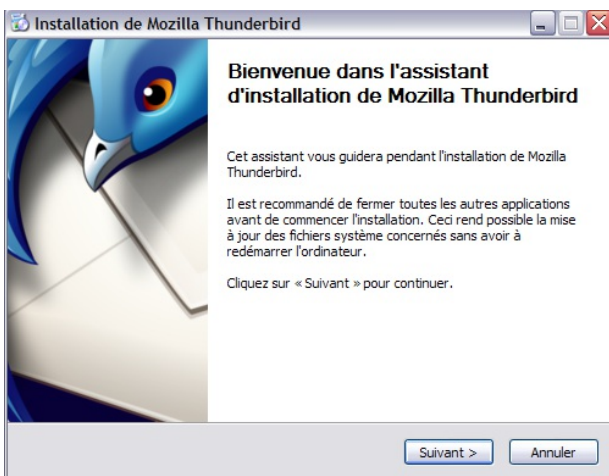 Installation de Mozilla Thunderbird
Bienvenue dans l'assistant
d'installation de Mozilla Thunderbird
Cet assistant vous guidera pendant l'installation de Mozilla
Thunderbird.
Il est recommandé de fermer toutes les autres applications
avant de commencer l'installation. Ceci rend possible la mise
à jour des fichiers système concernés sans avoir à
redémarrer l'ordinateur.
Cliquez sur « Suivant » pour continuer.
Suivant >
Annuler